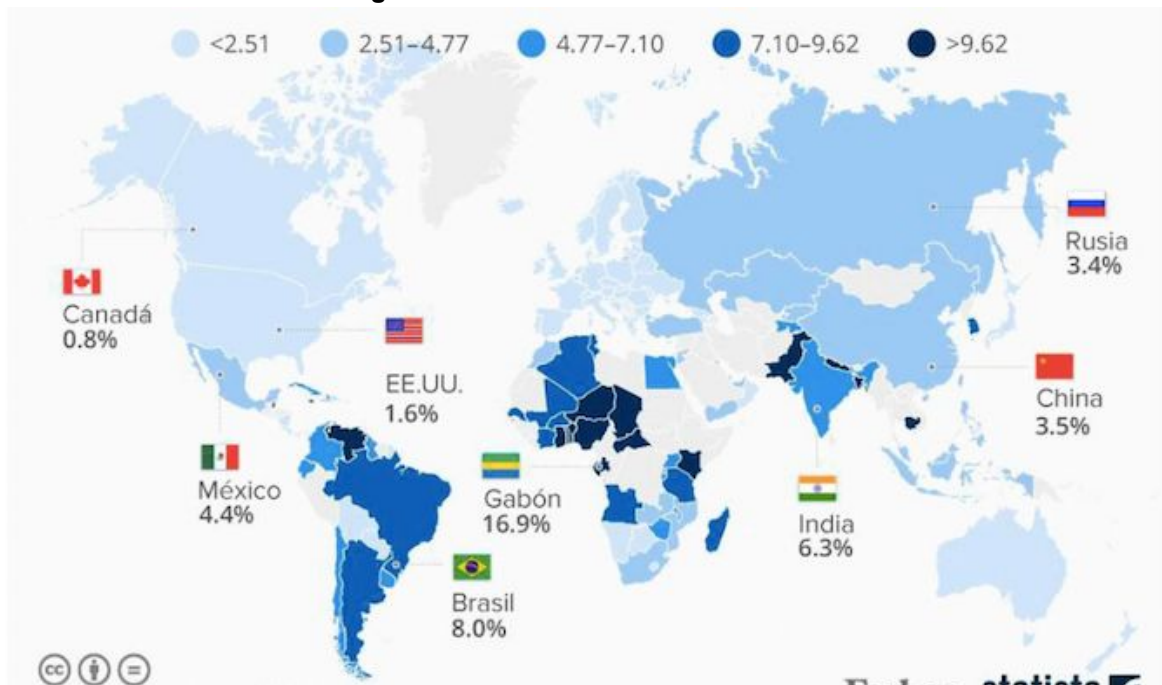 <2.51 2.51–4.77 4.77–7.10 7.10–9.62 >9.62
Rusia
3.4%
Canadá
0.8%
EE.UU.
1.6%
China
3.5%
México
4.4%
Gabón
16.9%
India
6.3%
Brasil
8.0%
cc
statista